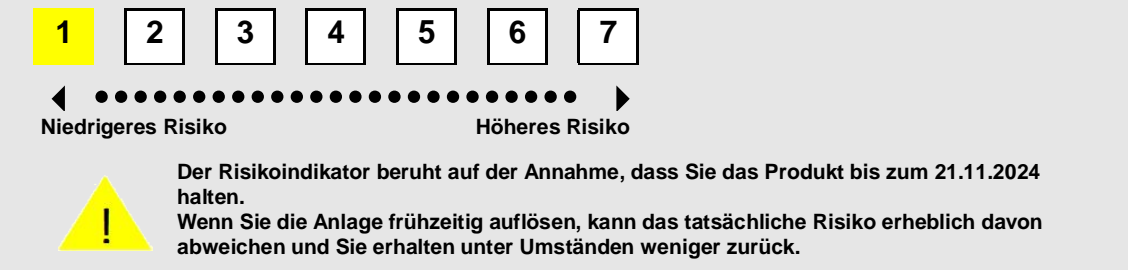 1 2 3 4 5 6 7
Niedrigeres Risiko Höheres Risiko
Der Risikoindikator beruht auf der Annahme, dass Sie das Produkt bis zum 21.11.2024
halten.
Wenn Sie die Anlage frühzeitig auflösen, kann das tatsächliche Risiko erheblich davon
abweichen und Sie erhalten unter Umständen weniger zurück.
!